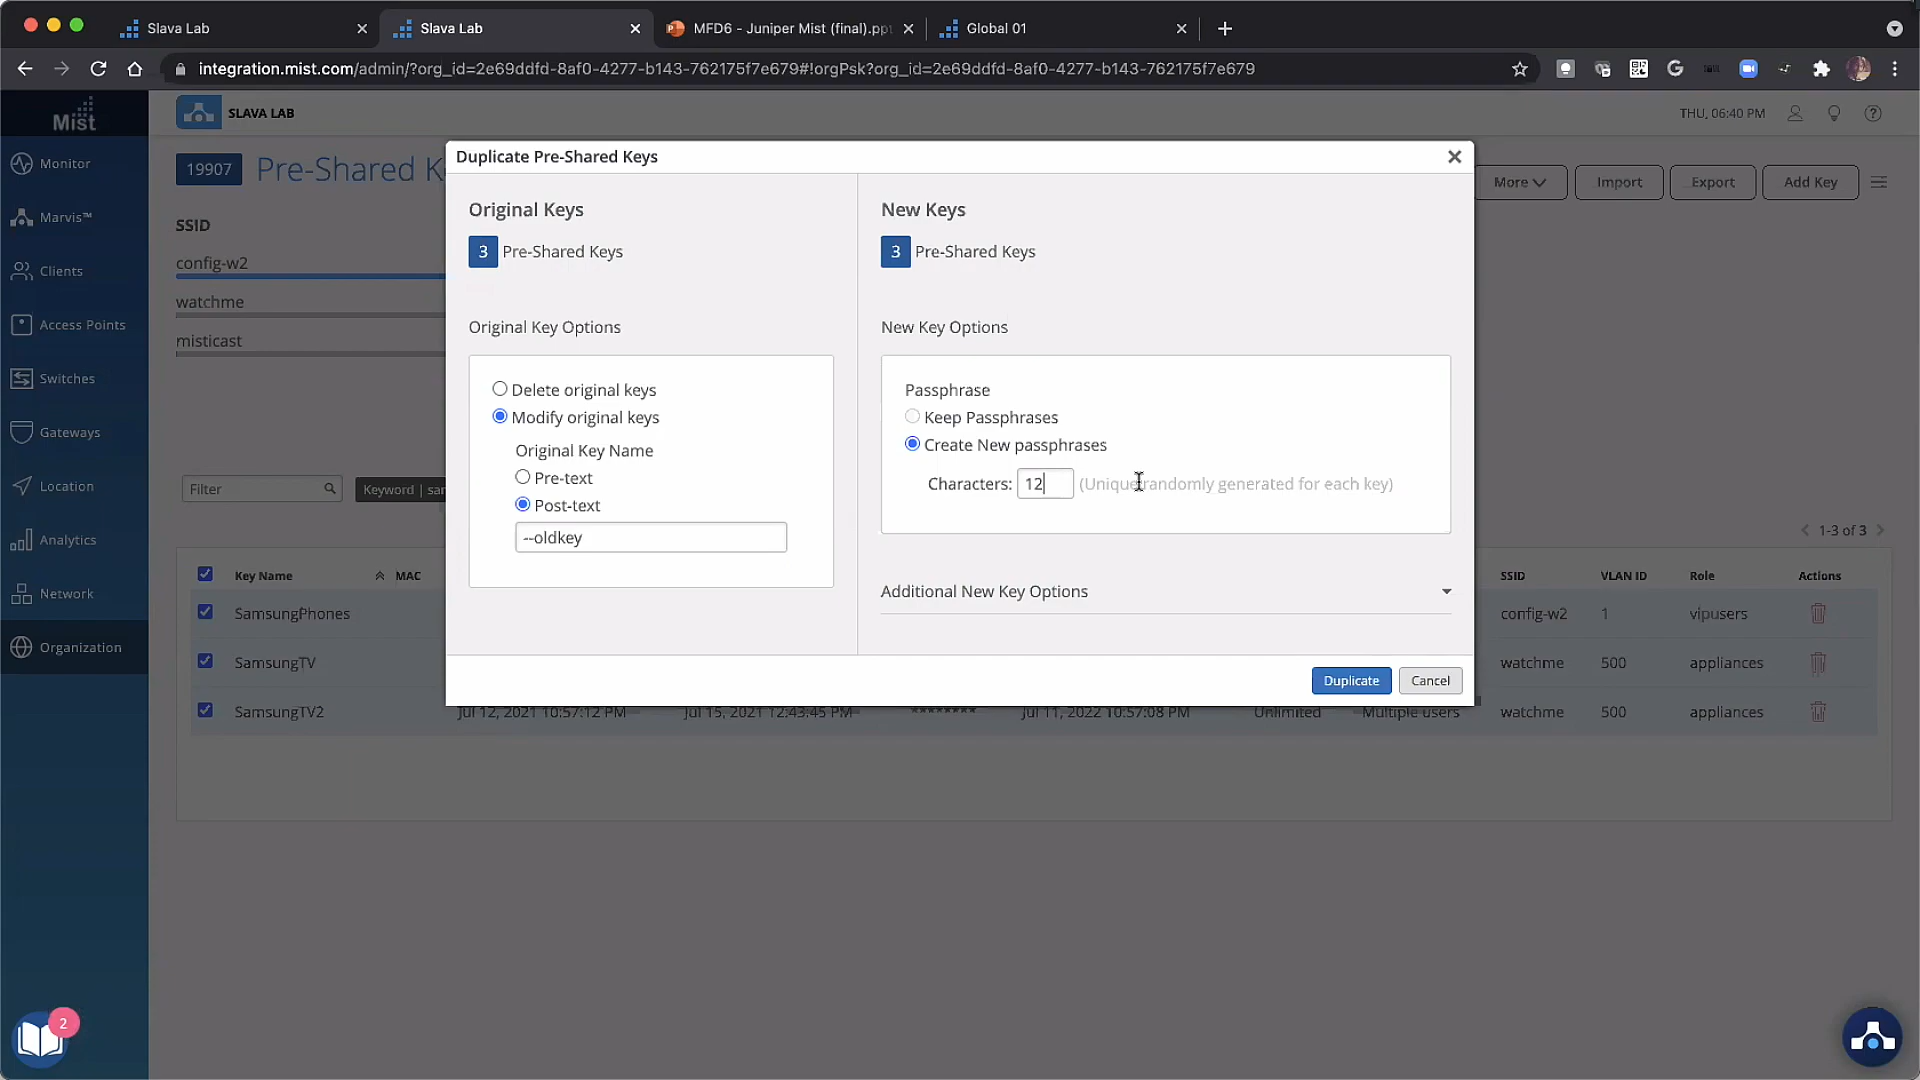 Slava Lab
Slava Lab
MFD6 - Juniper Mist (final).ppt
Global 01
integration.mist.com/admin/?org_id=2e69ddfd-8af0-4277-b143-762175f7e679#!orgPsk?org_id=2e69ddfd-8af0-4277-b143-762175f7e679
Mist
SLAVA LAB
THU, 06:40 PM
Monitor
Marvis™
Clients
Access Points
Switches
Gateways
Location
Analytics
Network
Organization
2
19907 Pre-Shared K
More
Import
Export
Add Key
SSID
config-w2
watchme
misticast
Filter
Keyword | sam
1-3 of 3
Key Name MAC SSID VLAN ID Role Actions
SamsungPhones config-w2 1 vipusers
SamsungTV watchme 500 appliances
SamsungTV2 Jul 12, 2021 10:57:12 PM Jul 15, 2021 12:43:45 PM ******** Jul 11, 2022 10:57:08 PM Unlimited Multiple users watchme 500 appliances
Duplicate Pre-Shared Keys
Original Keys
3 Pre-Shared Keys
Original Key Options
Delete original keys
Modify original keys
Original Key Name
Pre-text
Post-text
--oldkey
New Keys
3 Pre-Shared Keys
New Key Options
Passphrase
Keep Passphrases
Create New passphrases
Characters: 12 (Unique randomly generated for each key)
Additional New Key Options
Duplicate
Cancel